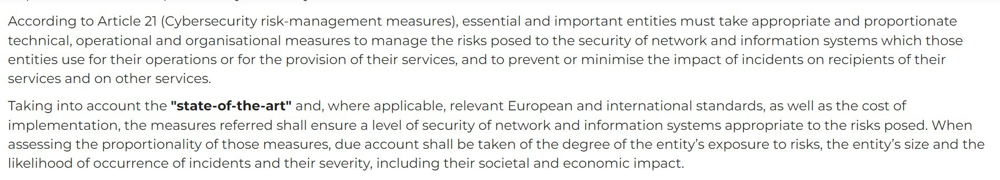 According to Article 21 (Cybersecurity risk-management measures), essential and important entities must take appropriate and proportionate
technical, operational and organisational measures to manage the risks posed to the security of network and information systems which those
entities use for their operations or for the provision of their services, and to prevent or minimise the impact of incidents on recipients of their
services and on other services.
Taking into account the "state-of-the-art" and, where applicable, relevant European and international standards, as well as the cost of
implementation, the measures referred shall ensure a level of security of network and information systems appropriate to the risks posed. When
assessing the proportionality of those measures, due account shall be taken of the degree of the entity’s exposure to risks, the entity’s size and the
likelihood of occurrence of incidents and their severity, including their societal and economic impact.